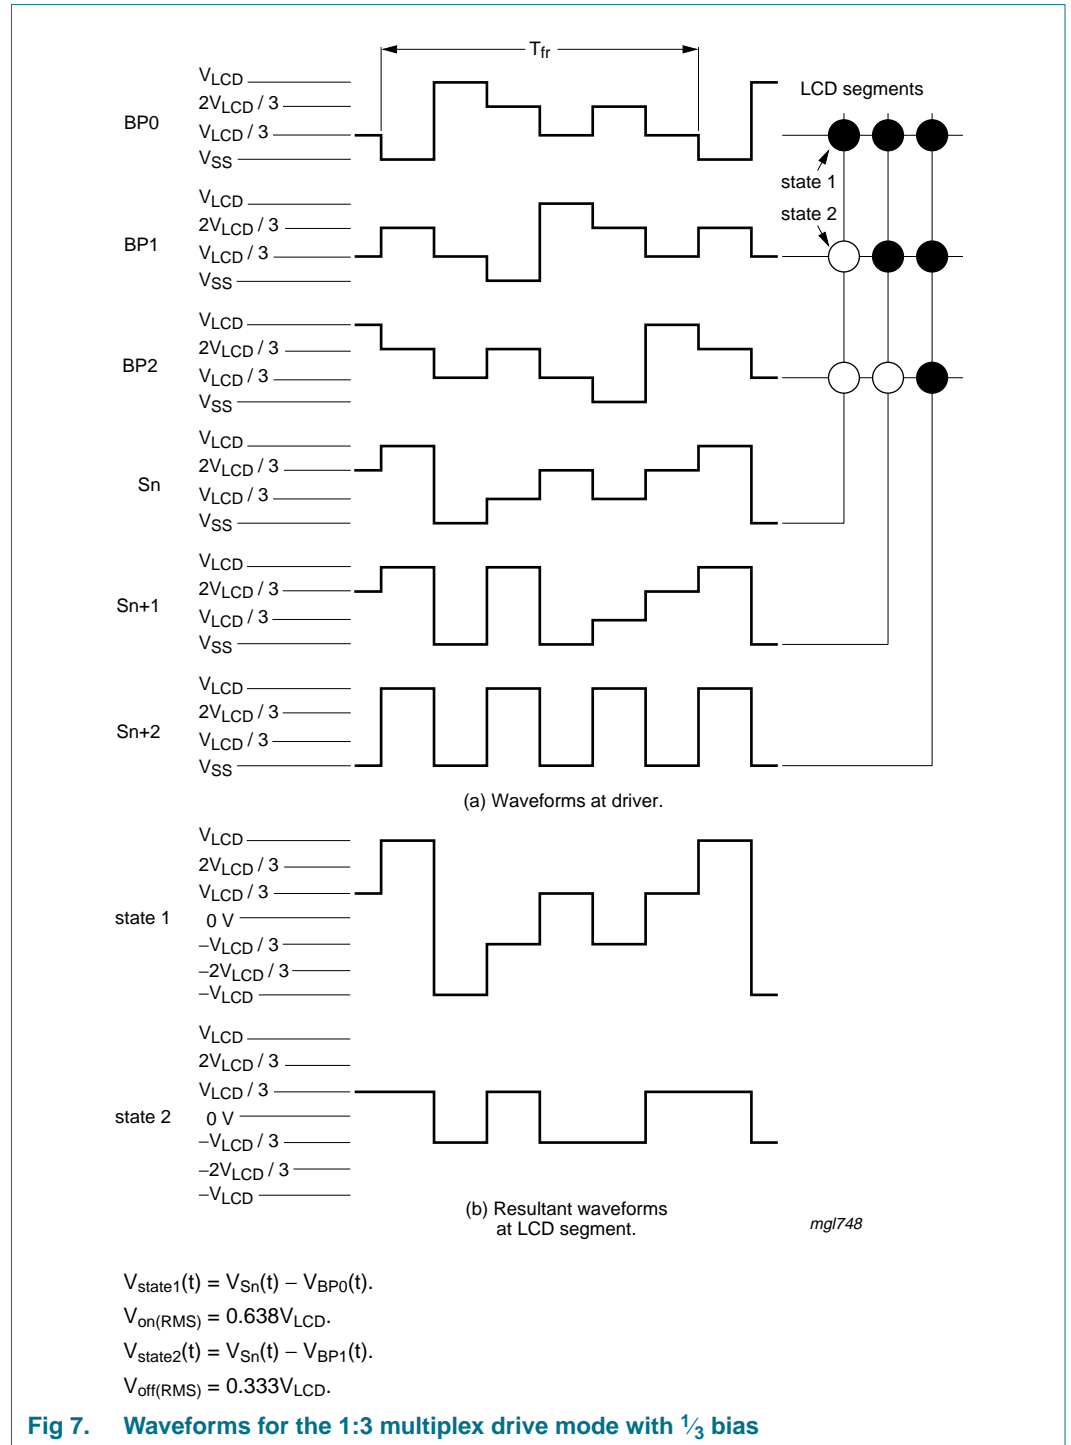 Tfr
VLCD
2VLCD / 3
BP0
VLCD / 3
VSS
LCD segments
state 1
VLCD
2VLCD / 3
BP1
VLCD / 3
VSS
state 2
VLCD
2VLCD / 3
BP2
VLCD / 3
VSS
VLCD
2VLCD / 3
Sn
VLCD / 3
VSS
VLCD
2VLCD / 3
Sn+1
VLCD / 3
VSS
VLCD
2VLCD / 3
Sn+2
VLCD / 3
VSS
(a) Waveforms at driver.
VLCD
2VLCD / 3
VLCD / 3
state 1
0 V
−VLCD / 3
−2VLCD / 3
−VLCD
VLCD
2VLCD / 3
VLCD / 3
state 2
0 V
−VLCD / 3
−2VLCD / 3
−VLCD
(b) Resultant waveforms
at LCD segment.
mgl748
Vstate1(t) = VSn(t) − VBP0(t).
Von(RMS) = 0.638VLCD.
Vstate2(t) = VSn(t) − VBP1(t).
Voff(RMS) = 0.333VLCD.
Fig 7. Waveforms for the 1:3 multiplex drive mode with 1⁄3 bias